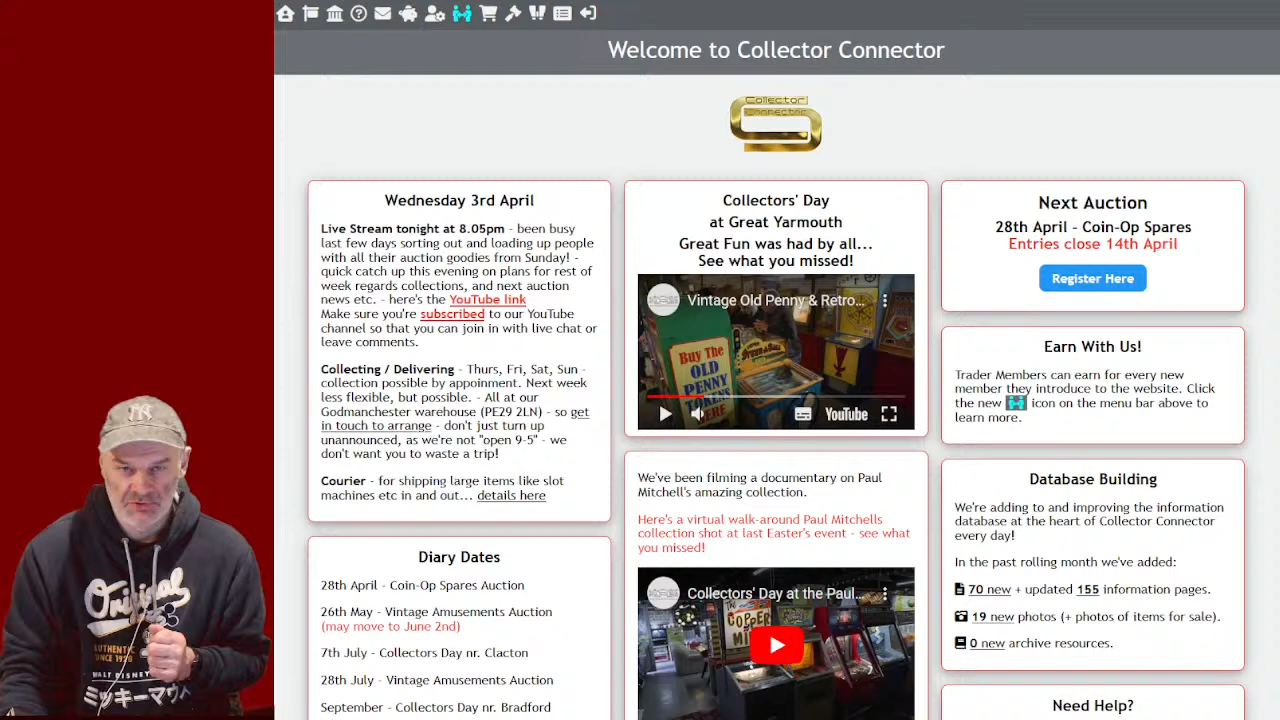 Welcome to Collector Connector
Collector
Connector
Wednesday 3rd April
Live Stream tonight at 8.05pm - been busy
last few days sorting out and loading up people
with all their auction goodies from Sunday! -
quick catch up this evening on plans for rest of
week regards collections, and next auction
news etc. - here's the YouTube link
Make sure you're subscribed to our YouTube
channel so that you can join in with live chat or
leave comments.
Collecting / Delivering - Thurs, Fri, Sat, Sun -
collection possible by appoinment. Next week
less flexible, but possible. - All at our
Godmanchester warehouse (PE29 2LN) - so get
in touch to arrange - don't just turn up
unannounced, as we're not "open 9-5" - we
don't want you to waste a trip!
Courier - for shipping large items like slot
machines etc in and out... details here
Diary Dates
28th April - Coin-Op Spares Auction
26th May - Vintage Amusements Auction
(may move to June 2nd)
7th July - Collectors Day nr. Clacton
28th July - Vintage Amusements Auction
September - Collectors Day nr. Bradford
Collectors' Day
at Great Yarmouth
Great Fun was had by all...
See what you missed!
Vintage Old Penny & Retro...
Buy The
OLD
PENNY
TOKENS
HERE
YouTube
We've been filming a documentary on Paul
Mitchell's amazing collection.
Here's a virtual walk-around Paul Mitchells
collection shot at last Easter's event - see what
you missed!
Collectors' Day at the Paul...
Next Auction
28th April - Coin-Op Spares
Entries close 14th April
Register Here
Earn With Us!
Trader Members can earn for every new
member they introduce to the website. Click
the new icon on the menu bar above to
learn more.
Database Building
We're adding to and improving the information
database at the heart of Collector Connector
every day!
In the past rolling month we've added:
70 new + updated 155 information pages.
19 new photos (+ photos of items for sale).
0 new archive resources.
Need Help?
Original
AUTHENTIC
SINCE 1928
WALT DISNEY
ミッキーマウ